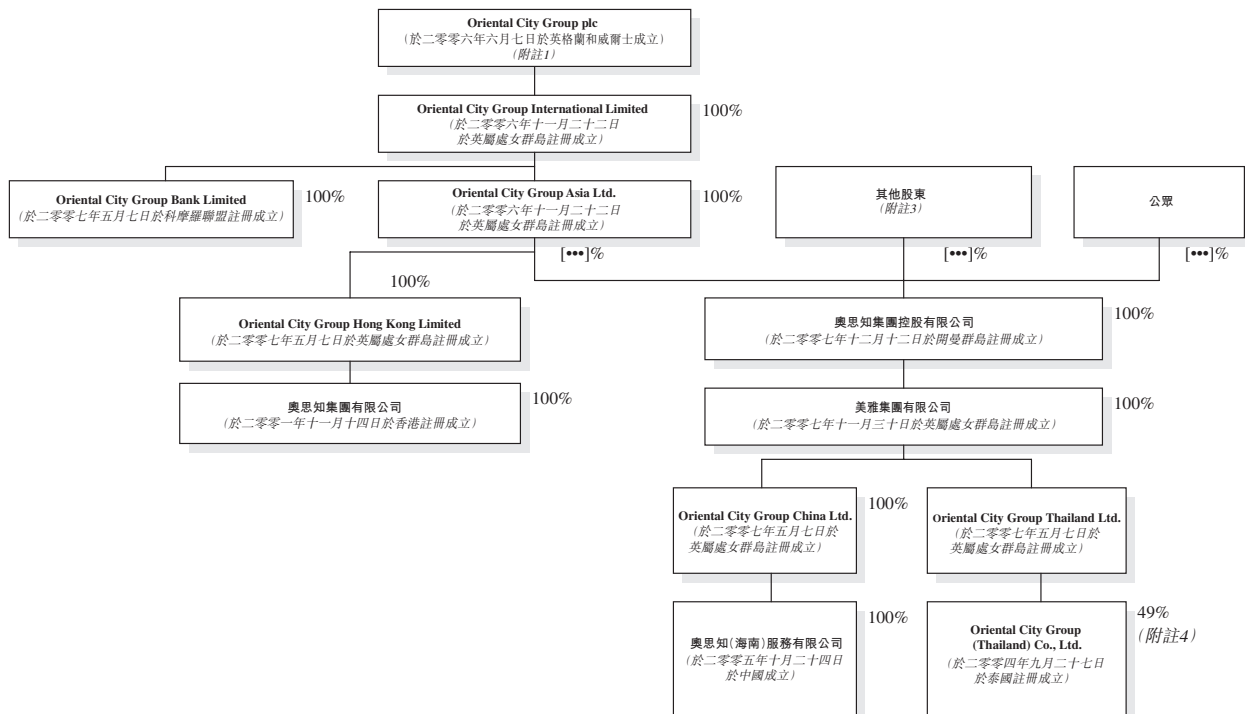 Oriental City Group plc
(於二零零六年六月七日於英格蘭和威爾士成立)
(附註1)
Oriental City Group International Limited
(於二零零六年十一月二十二日
於英屬處女群島註冊成立)
100%
Oriental City Group Bank Limited
(於二零零七年五月七日於科摩羅聯盟註冊成立)
100%
Oriental City Group Asia Ltd.
(於二零零六年十一月二十二日
於英屬處女群島註冊成立)
100%
其他股東
(附註3)
公眾
[•••]%
[•••]%
[•••]%
100%
Oriental City Group Hong Kong Limited
(於二零零七年五月七日於英屬處女群島註冊成立)
奧思知集團控股有限公司
(於二零零七年十二月十二日於開曼群島註冊成立)
100%
奧思知集團有限公司
(於二零零一年十一月十四日於香港註冊成立)
100%
美雅集團有限公司
(於二零零七年十一月三十日於英屬處女群島註冊成立)
100%
Oriental City Group China Ltd.
(於二零零七年五月七日於
英屬處女群島註冊成立)
100%
Oriental City Group Thailand Ltd.
(於二零零七年五月七日於
英屬處女群島註冊成立)
奧思知(海南)服務有限公司
(於二零零五年十月二十四日
於中國成立)
100%
Oriental City Group
(Thailand) Co., Ltd.
(於二零零四年九月二十七日
於泰國註冊成立)
49%
(附註4)